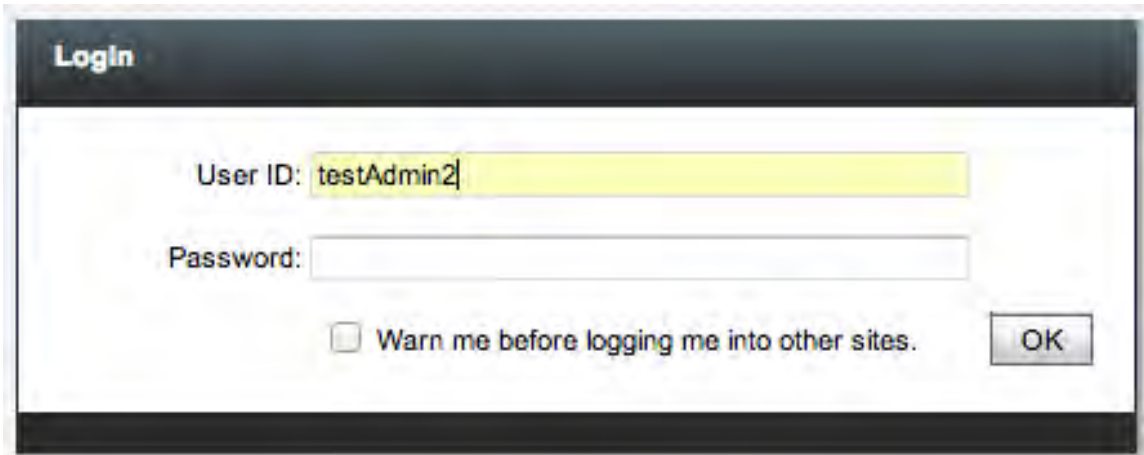 Login
User ID: testAdmin2
Password:
Warn me before logging me into other sites.
OK